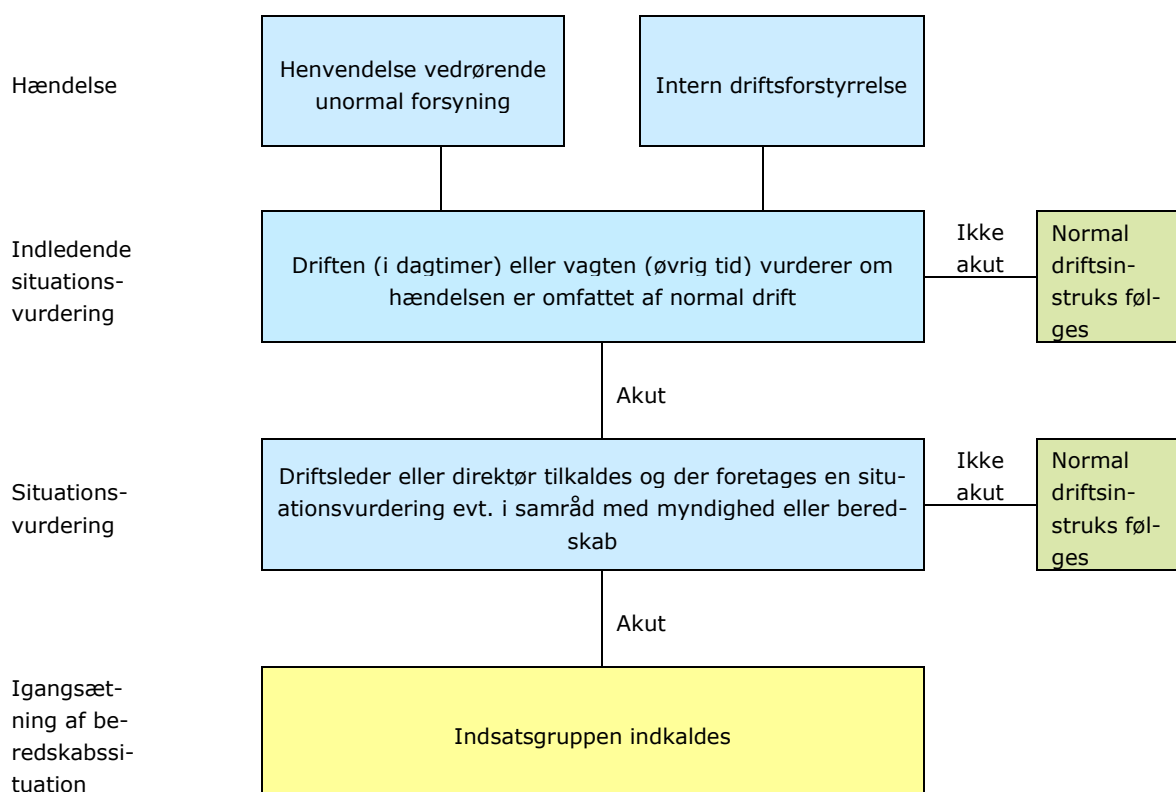 Hændelse
Henvendelse vedrørende
unormal forsyning
Intern driftsforstyrrelse
Indledende
situations-
vurdering
Driften (i dagtimer) eller vagten (øvrig tid) vurderer om
hændelsen er omfattet af normal drift
Ikke
akut
Normal
driftsin-
struks føl-
ges
Akut
Situations-
vurdering
Driftsleder eller direktør tilkaldes og der foretages en situ-
ationsvurdering evt. i samråd med myndighed eller bered-
skab
Ikke
akut
Normal
driftsin-
struks føl-
ges
Akut
Igangsæt-
ning af be-
redskabssi-
tuation
Indsatsgruppen indkaldes